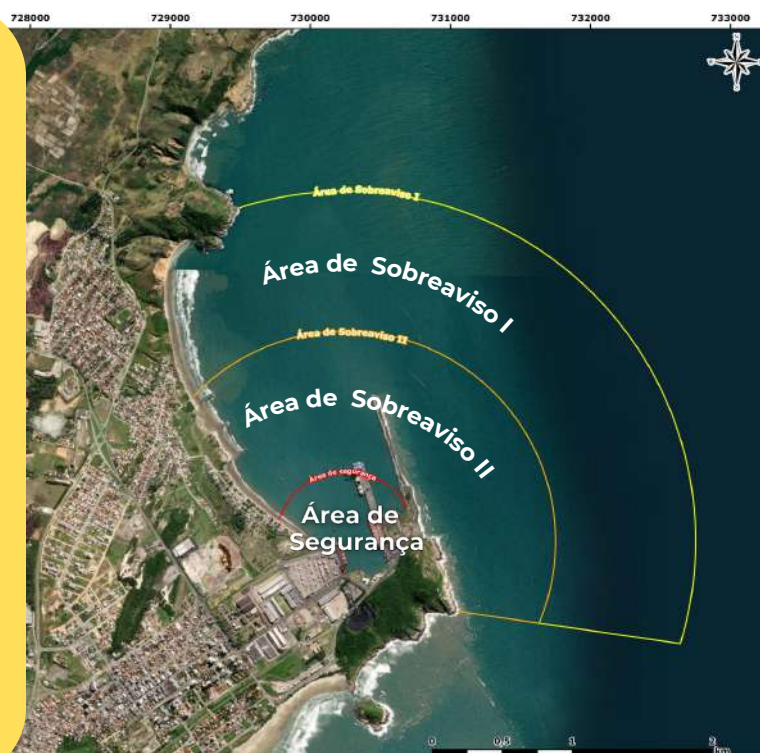 728000 729000 730000 731000 732000 733000
N
Área de Sobreaviso I
Área de Sobreaviso I
Área de Sobreaviso II
Área de Sobreaviso II
Área de segurança
Área de
Segurança
0 0,5 1 2
km